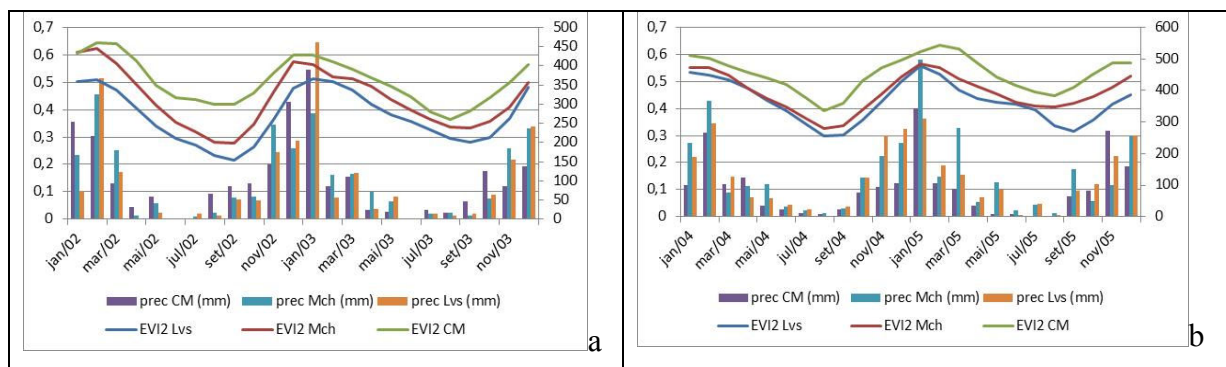 0,7
0,6
0,5
0,4
0,3
0,2
0,1
0
500
450
400
350
300
250
200
150
100
50
0
jan/02
mar/02
mai/02
jul/02
set/02
nov/02
jan/03
mar/03
mai/03
jul/03
set/03
nov/03
prec CM (mm) prec Mch (mm) prec Lvs (mm)
EVI2 Lvs EVI2 Mch EVI2 CM
a
0,7
0,6
0,5
0,4
0,3
0,2
0,1
0
600
500
400
300
200
100
0
jan/04
mar/04
mai/04
jul/04
set/04
nov/04
jan/05
mar/05
mai/05
jul/05
set/05
nov/05
prec CM (mm) prec Mch (mm) prec Lvs (mm)
EVI2 Lvs EVI2 Mch EVI2 CM
b